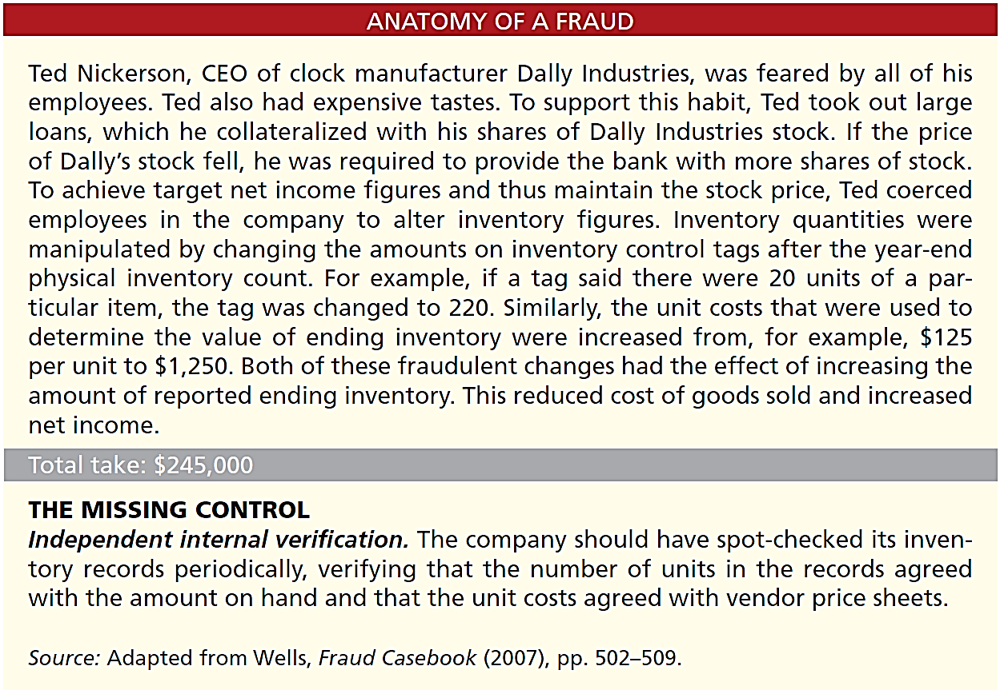 ANATOMY OF A FRAUD
Ted Nickerson, CEO of clock manufacturer Dally Industries, was feared by all of his
employees. Ted also had expensive tastes. To support this habit, Ted took out large
loans, which he collateralized with his shares of Dally Industries stock. If the price
of Dally’s stock fell, he was required to provide the bank with more shares of stock.
To achieve target net income figures and thus maintain the stock price, Ted coerced
employees in the company to alter inventory figures. Inventory quantities were
manipulated by changing the amounts on inventory control tags after the year-end
physical inventory count. For example, if a tag said there were 20 units of a par-
ticular item, the tag was changed to 220. Similarly, the unit costs that were used to
determine the value of ending inventory were increased from, for example, $125
per unit to $1,250. Both of these fraudulent changes had the effect of increasing the
amount of reported ending inventory. This reduced cost of goods sold and increased
net income.
Total take: $245,000
THE MISSING CONTROL
Independent internal verification. The company should have spot-checked its inven-
tory records periodically, verifying that the number of units in the records agreed
with the amount on hand and that the unit costs agreed with vendor price sheets.
Source: Adapted from Wells, Fraud Casebook (2007), pp. 502–509.